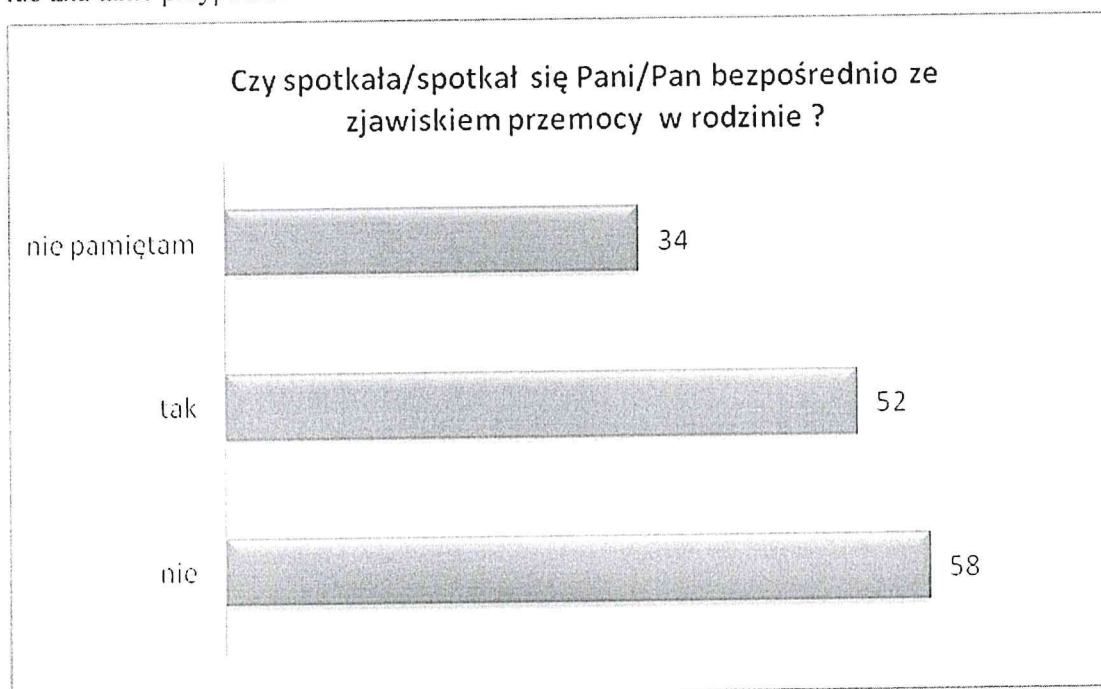 Czy spotkała/spotkał się Pani/Pan bezpośrednio ze
zjawiskiem przemocy w rodzinie ?
nie pamiętam
34
tak
52
nie
58